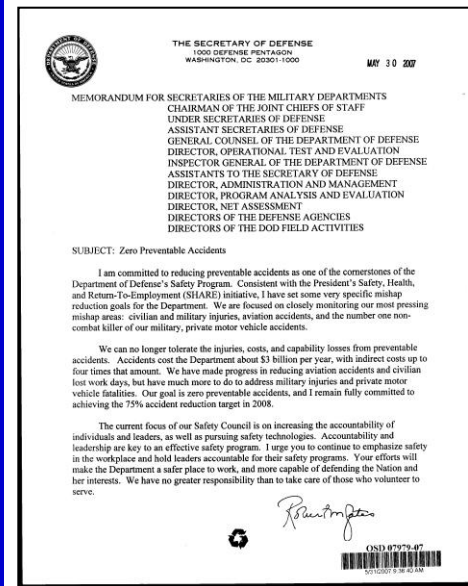 THE SECRETARY OF DEFENSE
1000 DEFENSE PENTAGON
WASHINGTON, DC 20301-1000
MAY 30 2007
MEMORANDUM FOR SECRETARIES OF THE MILITARY DEPARTMENTS
CHAIRMAN OF THE JOINT CHIEFS OF STAFF
UNDER SECRETARIES OF DEFENSE
ASSISTANT SECRETARIES OF DEFENSE
GENERAL COUNSEL OF THE DEPARTMENT OF DEFENSE
DIRECTOR, OPERATIONAL TEST AND EVALUATION
INSPECTOR GENERAL OF THE DEPARTMENT OF DEFENSE
ASSISTANTS TO THE SECRETARY OF DEFENSE
DIRECTOR, ADMINISTRATION AND MANAGEMENT
DIRECTOR, PROGRAM ANALYSIS AND EVALUATION
DIRECTOR, NET ASSESSMENT
DIRECTORS OF THE DEFENSE AGENCIES
DIRECTORS OF THE DOD FIELD ACTIVITIES
SUBJECT: Zero Preventable Accidents
I am committed to reducing preventable accidents as one of the cornerstones of the
Department of Defense's Safety Program. Consistent with the President's Safety, Health,
and Return-To-Employment (SHARE) initiative, I have set some very specific mishap
reduction goals for the Department. We are focused on closely monitoring our most pressing
mishap areas: civilian and military injuries, aviation accidents, and the number one non-
combat killer of our military, private motor vehicle accidents.
We can no longer tolerate the injuries, costs, and capability losses from preventable
accidents. Accidents cost the Department about $3 billion per year, with indirect costs up to
four times that amount. We have made progress in reducing aviation accidents and civilian
lost work days, but have much more to do to address military injuries and private motor
vehicle fatalities. Our goal is zero preventable accidents, and I remain fully committed to
achieving the 75% accident reduction target in 2008.
The current focus of our Safety Council is on increasing the accountability of
individuals and leaders, as well as pursuing safety technologies. Accountability and
leadership are key to an effective safety program. I urge you to continue to emphasize safety
in the workplace and hold leaders accountable for their safety programs. Your efforts will
make the Department a safer place to work, and more capable of defending the Nation and
her interests. We have no greater responsibility than to take care of those who volunteer to
serve.
Robert M Gates
OSD 07979-07
5/31/2007 9:36:40 AM